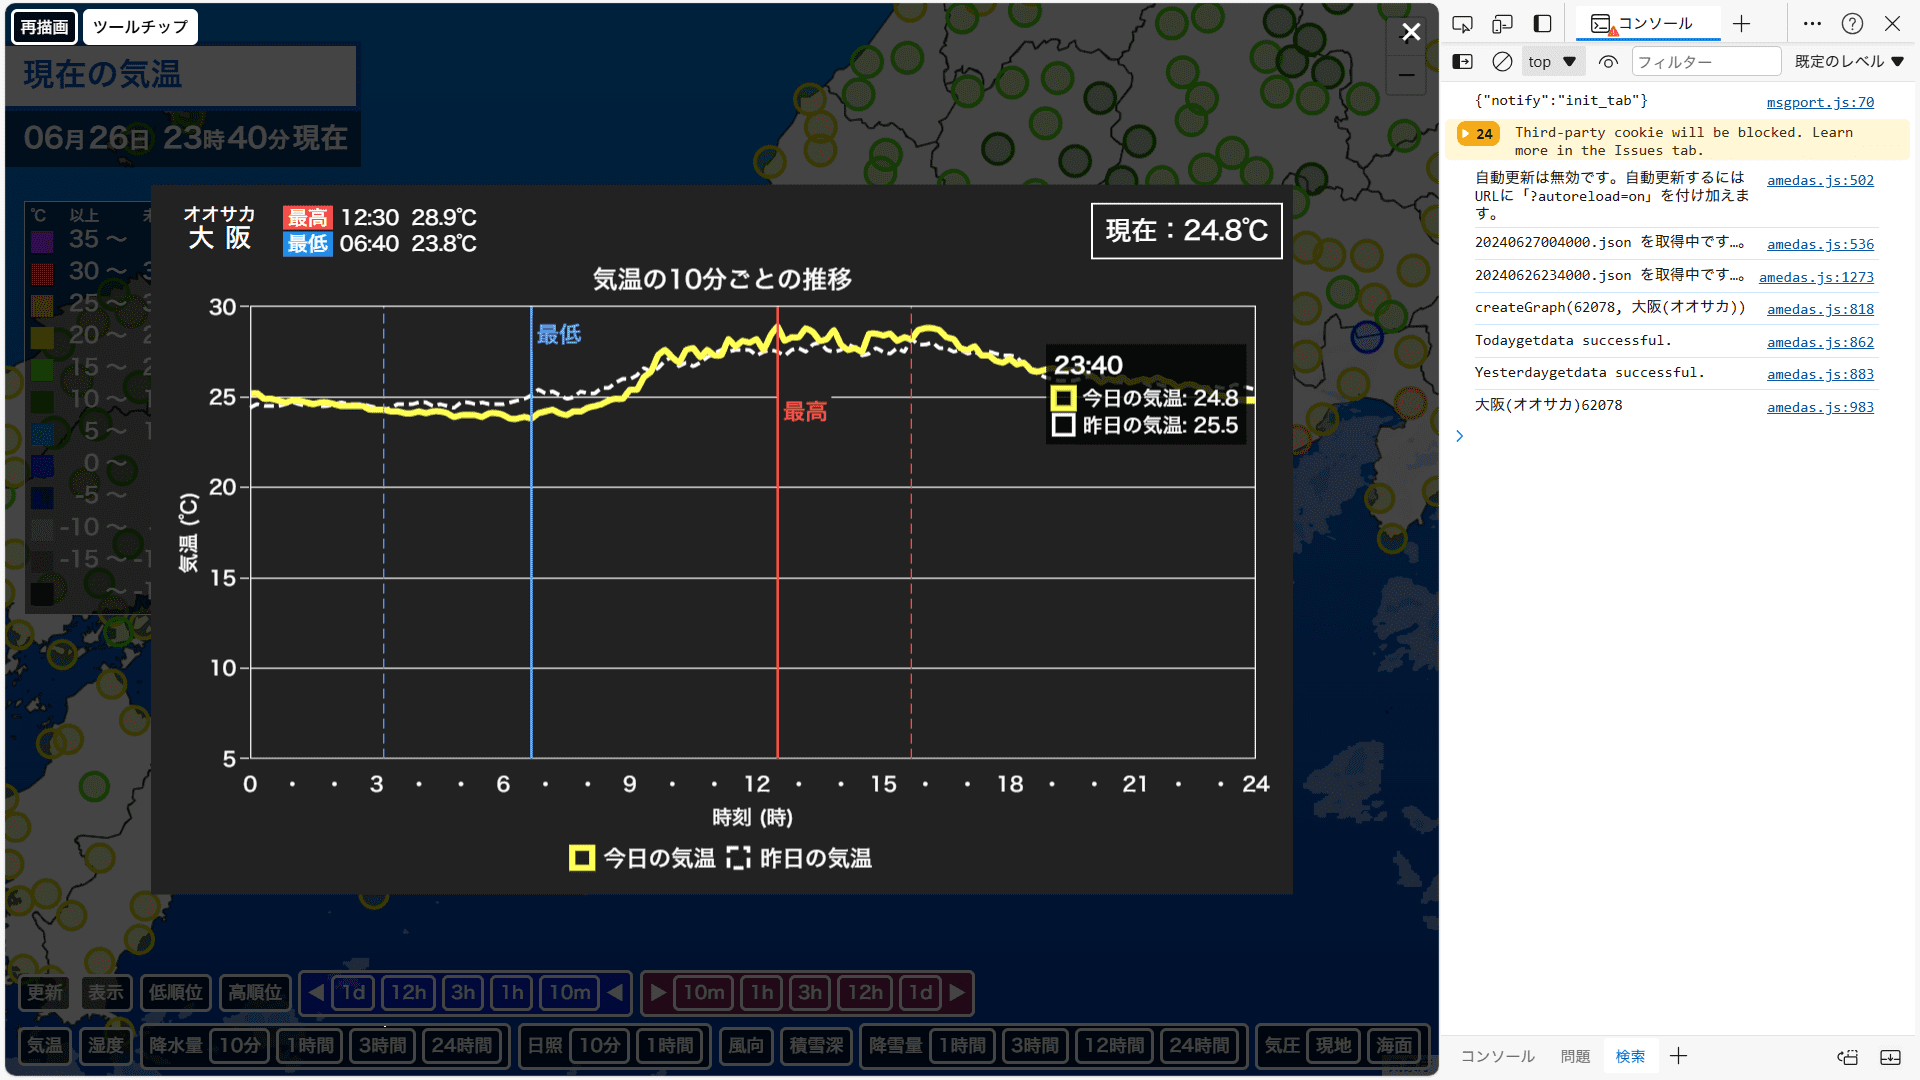 再描画 ツールチップ
現在の気温
06月26日 23時40分現在
℃ 以上
35～
30～
25～
20～
15～
10～
5～
0～
-5～
-10～
-15～ -1
～ -1
オオサカ
大 阪
最高 12:30 28.9℃
最低 06:40 23.8℃
現在：24.8℃
気温の10分ごとの推移
30
25
20
15
10
5
気温 (℃)
最低
最高
23:40
今日の気温: 24.8
昨日の気温: 25.5
0 ・ ・ 3 ・ ・ 6 ・ ・ 9 ・ ・ 12 ・ ・ 15 ・ ・ 18 ・ ・ 21 ・ ・ 24
時刻 (時)
今日の気温 昨日の気温
更新 表示 低順位 高順位 ◀ 1d 12h 3h 1h 10m ◀ ▶ 10m 1h 3h 12h 1d ▶
気温 湿度 降水量 10分 1時間 3時間 24時間 日照 10分 1時間 風向 積雪深 降雪量 1時間 3時間 12時間 24時間 気圧 現地 海面
コンソール
top ▼ フィルター 既定のレベル ▼
{"notify":"init_tab"} msgport.js:70
24 Third-party cookie will be blocked. Learn
more in the Issues tab.
自動更新は無効です。自動更新するには amedas.js:502
URLに「?autoreload=on」を付け加えま
す。
20240627004000.json を取得中です…。 amedas.js:536
20240626234000.json を取得中です…。 amedas.js:1273
createGraph(62078, 大阪(オオサカ)) amedas.js:818
Todaygetdata successful. amedas.js:862
Yesterdaygetdata successful. amedas.js:883
大阪(オオサカ)62078 amedas.js:983
コンソール 問題 検索